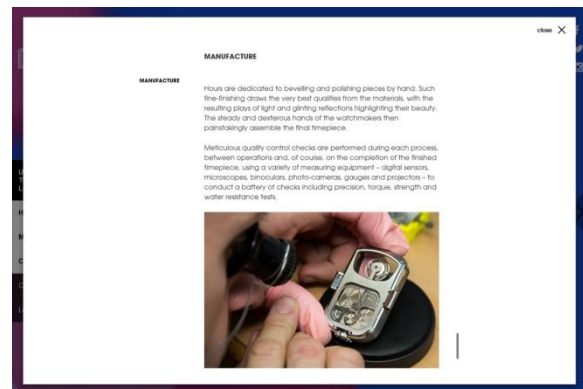 close X
MANUFACTURE
MANUFACTURE
Hours are dedicated to bevelling and polishing pieces by hand. Such
fine-finishing draws the very best qualities from the materials, with the
resulting plays of light and glinting reflections highlighting their beauty.
The steady and dexterous hands of the watchmakers then
painstakingly assemble the final timepiece.
Meticulous quality control checks are performed during each process,
between operations and, of course, on the completion of the finished
timepiece, using a variety of measuring equipment – digital sensors,
microscopes, binoculars, photo-cameras, gauges and projectors – to
conduct a battery of checks including precision, torque, strength and
water resistance tests.